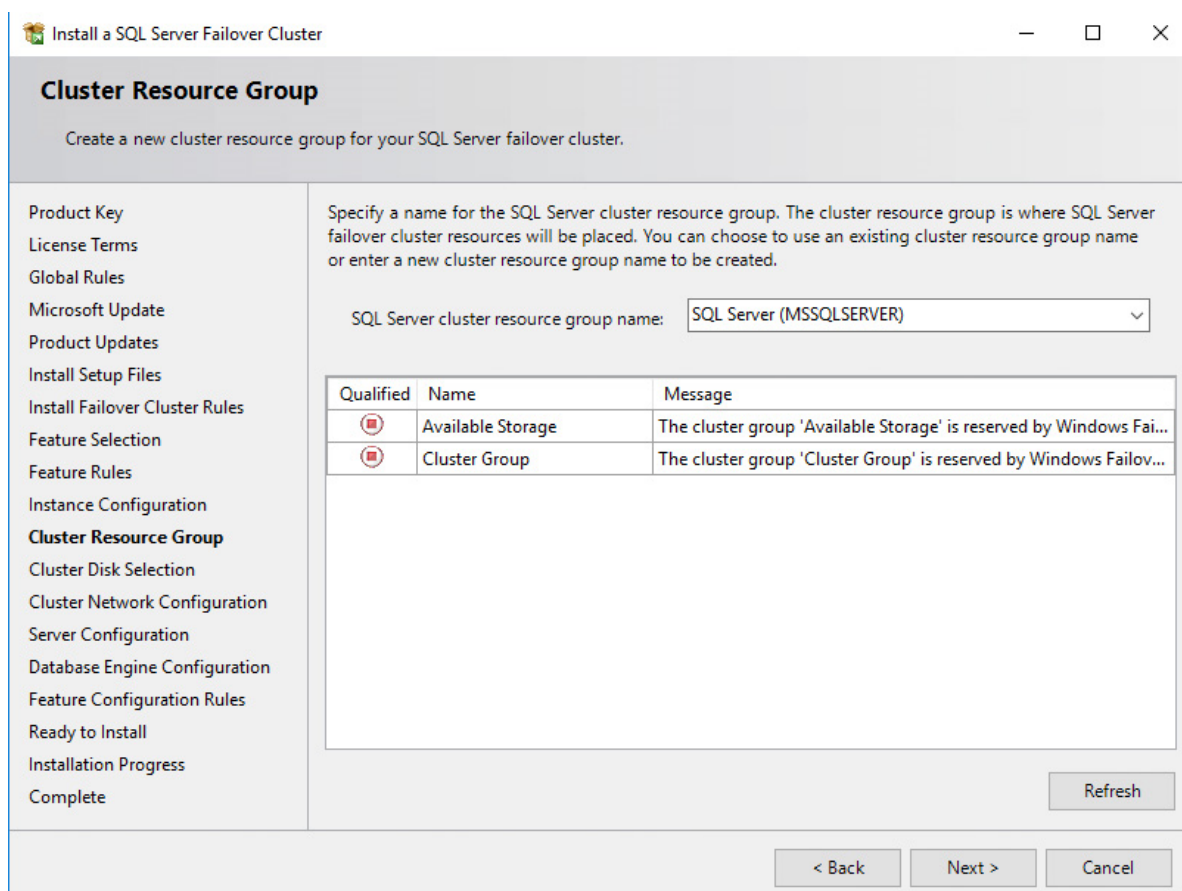 Install a SQL Server Failover Cluster
Cluster Resource Group
Create a new cluster resource group for your SQL Server failover cluster.
Product Key
License Terms
Global Rules
Microsoft Update
Product Updates
Install Setup Files
Install Failover Cluster Rules
Feature Selection
Feature Rules
Instance Configuration
Cluster Resource Group
Cluster Disk Selection
Cluster Network Configuration
Server Configuration
Database Engine Configuration
Feature Configuration Rules
Ready to Install
Installation Progress
Complete
Specify a name for the SQL Server cluster resource group. The cluster resource group is where SQL Server
failover cluster resources will be placed. You can choose to use an existing cluster resource group name
or enter a new cluster resource group name to be created.
SQL Server cluster resource group name: SQL Server (MSSQLSERVER)
Qualified Name Message
Available Storage The cluster group 'Available Storage' is reserved by Windows Fai...
Cluster Group The cluster group 'Cluster Group' is reserved by Windows Failov...
Refresh
< Back Next > Cancel